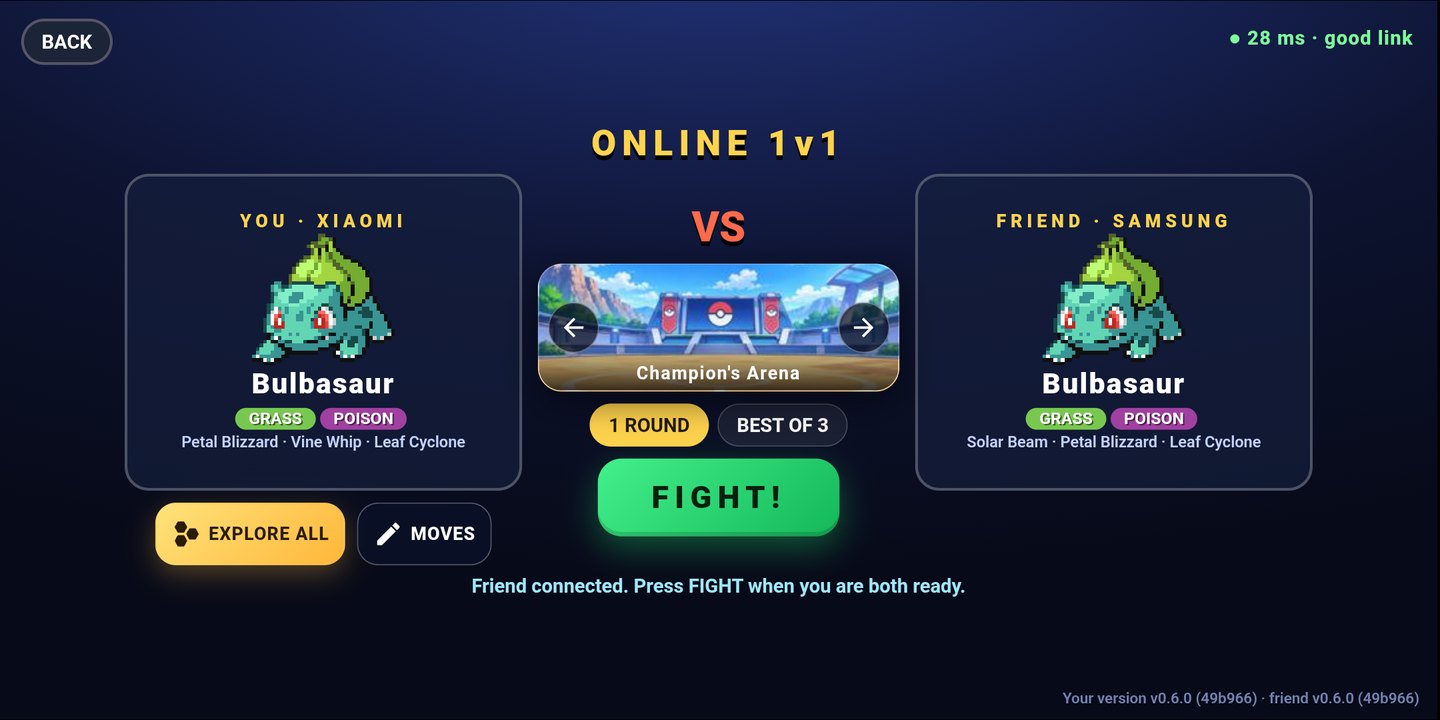 BACK
● 28 ms · good link
ONLINE 1v1
YOU · XIAOMI
Bulbasaur
GRASS POISON
Petal Blizzard · Vine Whip · Leaf Cyclone
EXPLORE ALL
MOVES
VS
Champion's Arena
1 ROUND
BEST OF 3
FIGHT!
FRIEND · SAMSUNG
Bulbasaur
GRASS POISON
Solar Beam · Petal Blizzard · Leaf Cyclone
Friend connected. Press FIGHT when you are both ready.
Your version v0.6.0 (49b966) · friend v0.6.0 (49b966)